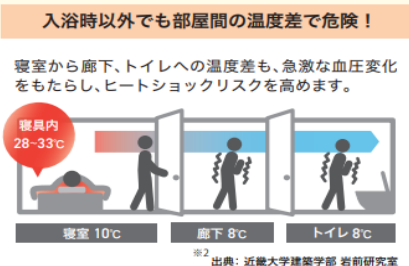 入浴時以外でも部屋間の温度差で危険！
寝室から廊下、トイレへの温度差も、急激な血圧変化
をもたらし、ヒートショックリスクを高めます。
寝具内
28~33℃
寝室 10℃
廊下 8℃
トイレ 8℃
※2
出典： 近畿大学建築学部 岩前研究室